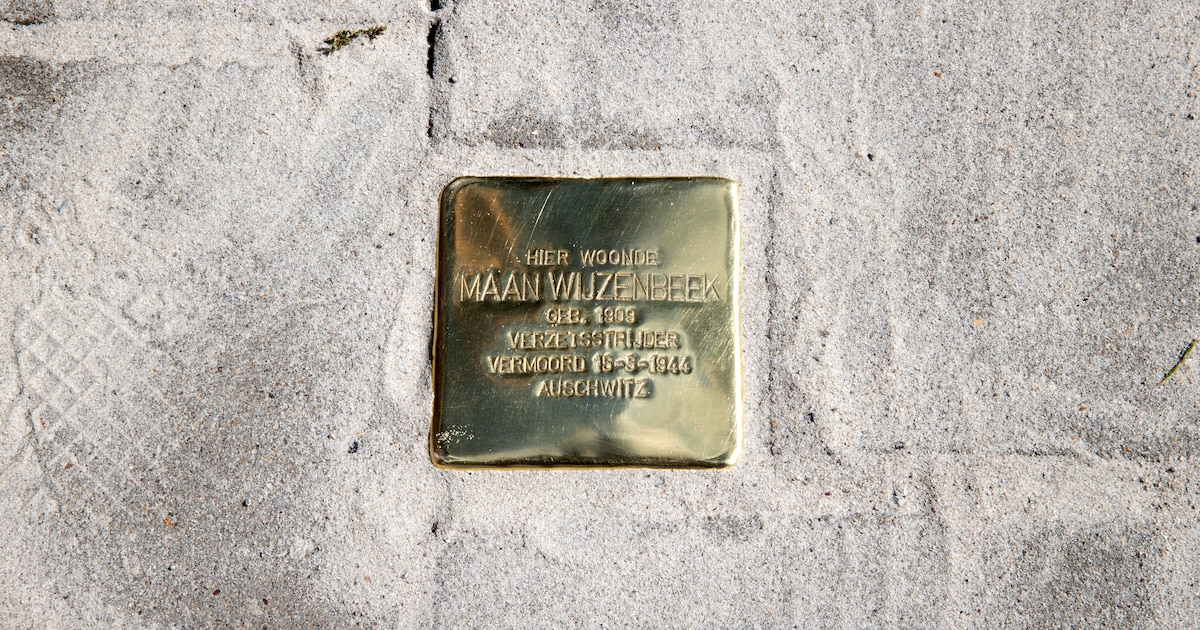 HIER WOONDE
MAAN WIJZENBEEK
GEB. 1909
VERZETSSTRIJDER
VERMOORD 15-3-1944
AUSCHWITZ